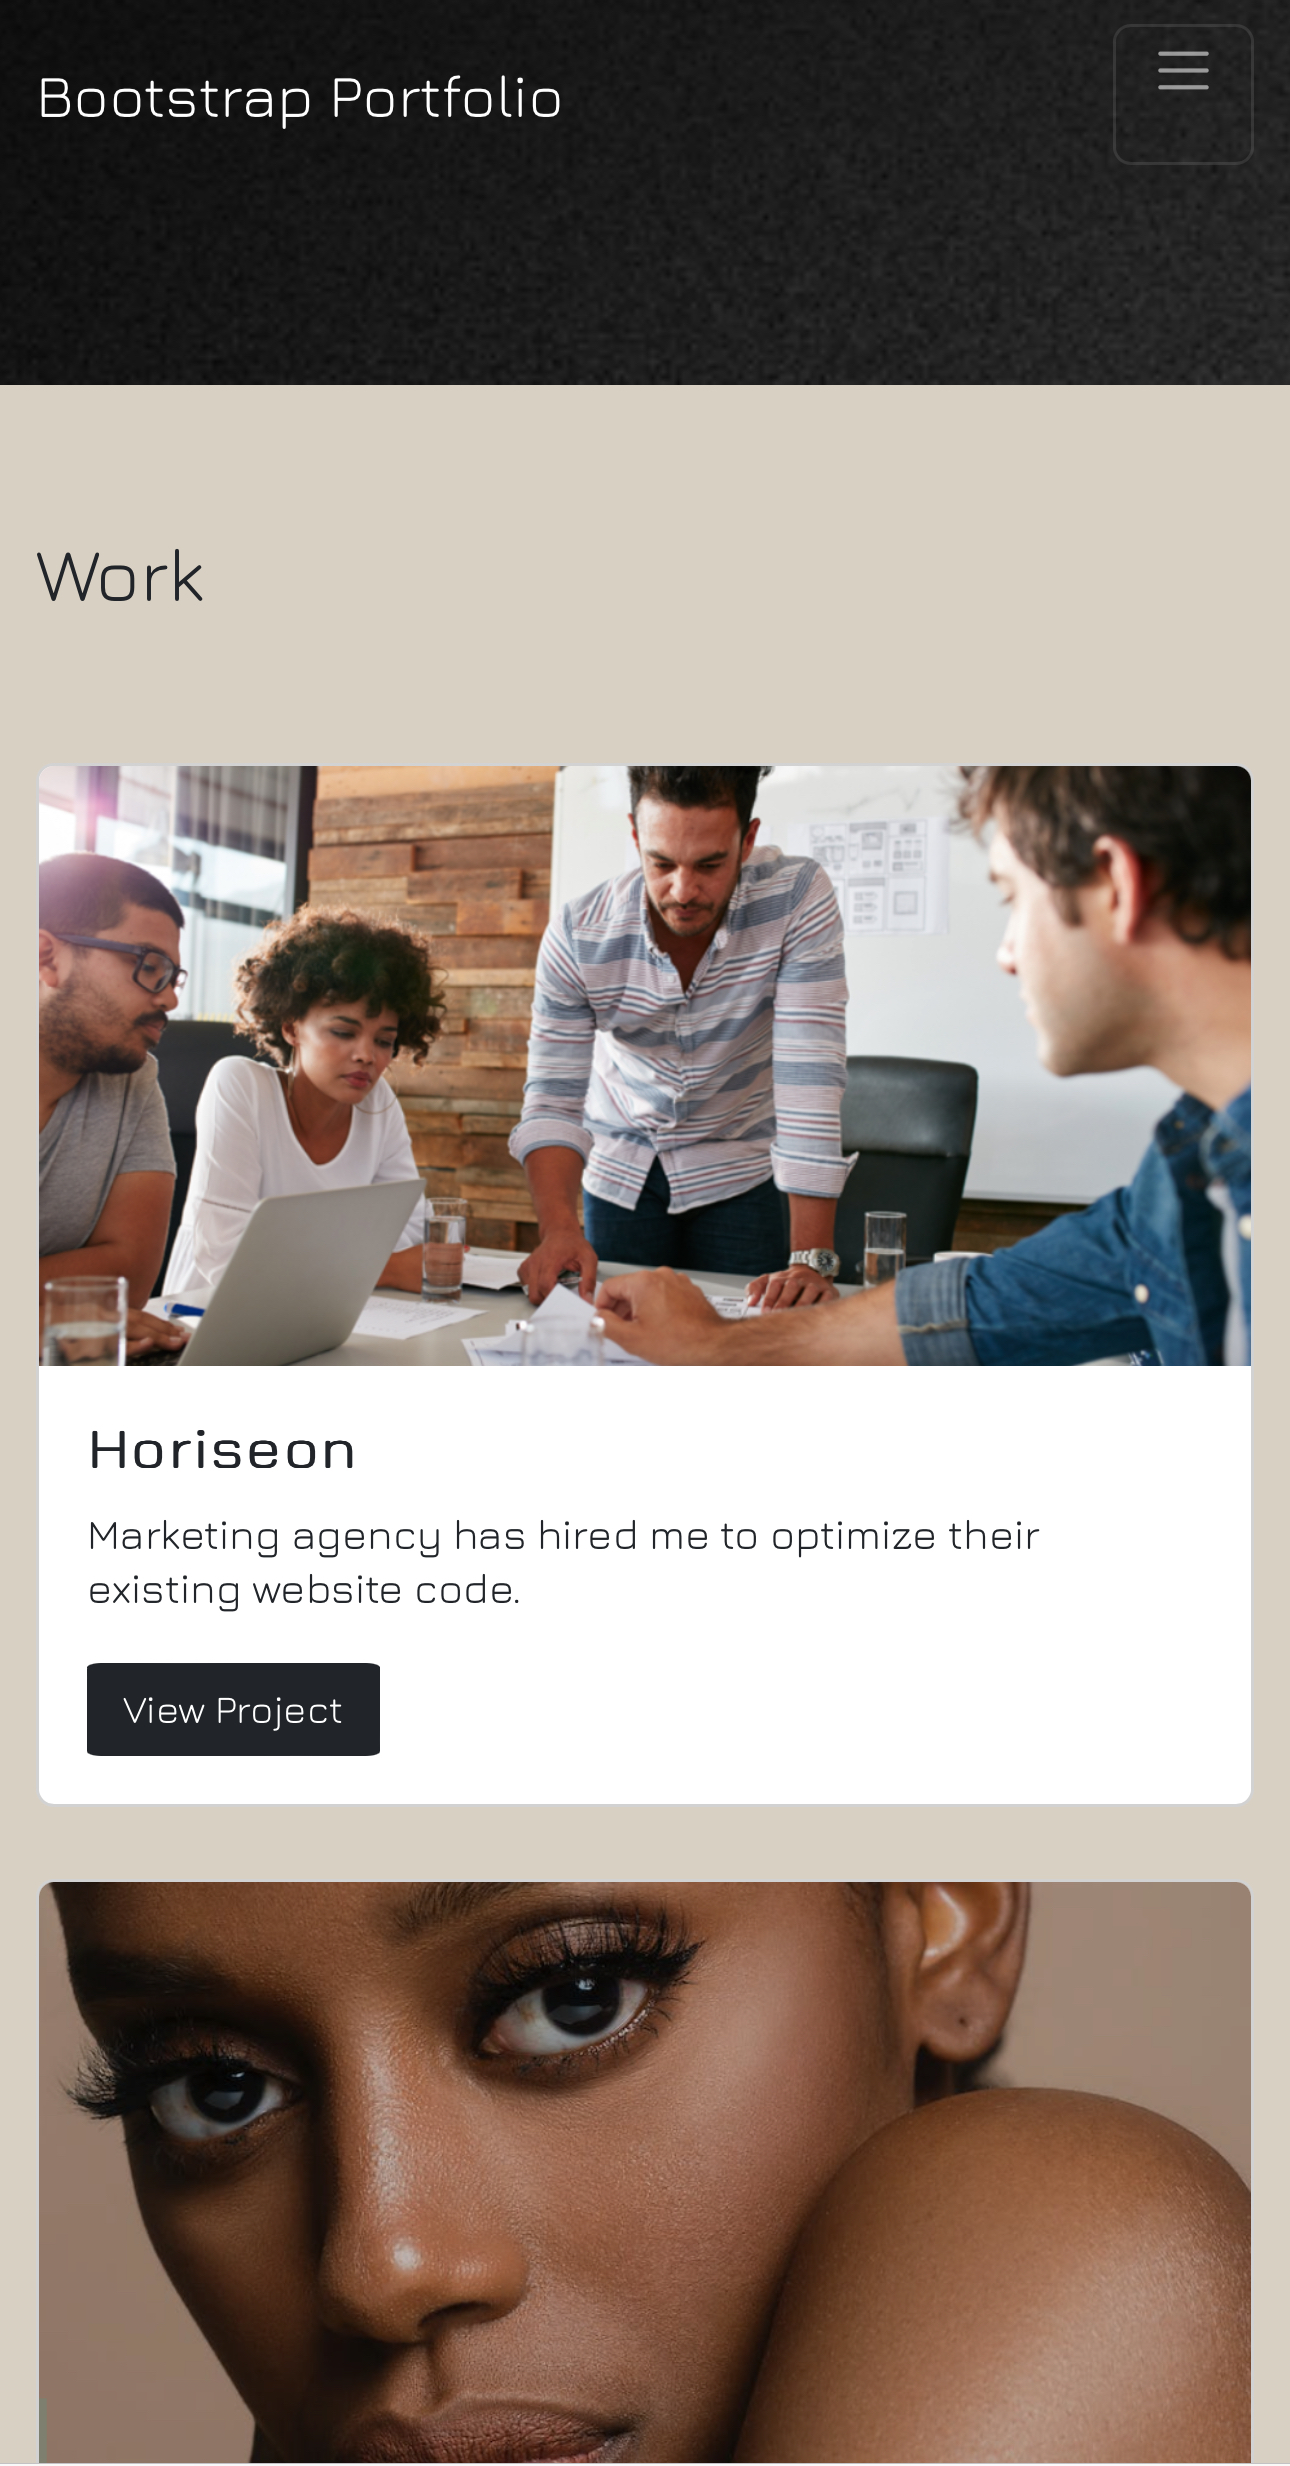 Bootstrap Portfolio
Work
Horiseon
Marketing agency has hired me to optimize their
existing website code.
View Project